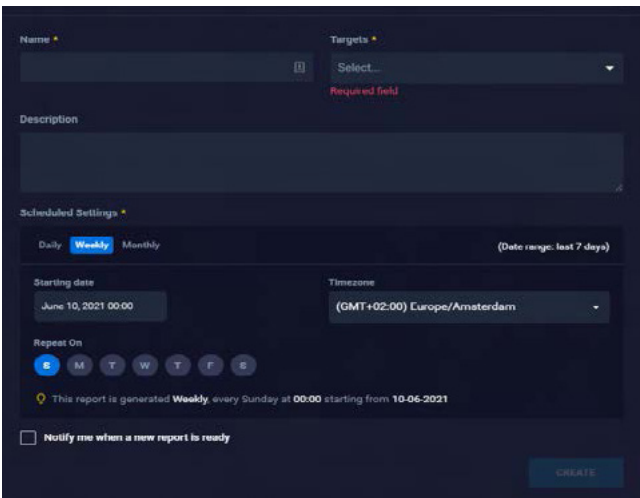 Name *
Targets *
Select...
Required field
Description
Scheduled Settings *
Daily Weekly Monthly
(Date range: last 7 days)
Starting date
Timezone
June 10, 2021 00:00
(GMT+02:00) Europe/Amsterdam
Repeat On
S M T W T F S
This report is generated Weekly, every Sunday at 00:00 starting from 10-06-2021
Notify me when a new report is ready
CREATE